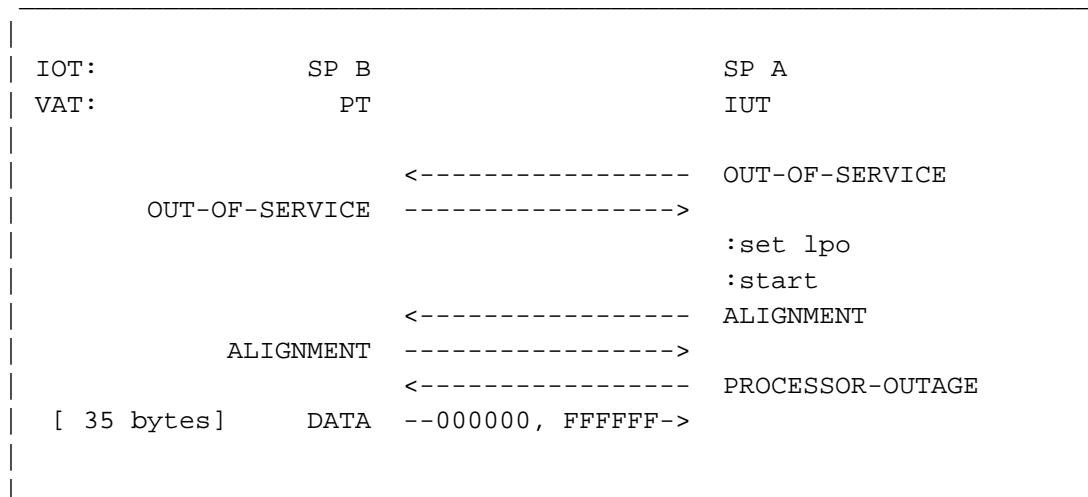 IOT: SP B SP A
VAT: PT IUT
<----------------- OUT-OF-SERVICE
OUT-OF-SERVICE ----------------->
:set lpo
:start
<----------------- ALIGNMENT
ALIGNMENT ----------------->
<----------------- PROCESSOR-OUTAGE
[ 35 bytes] DATA --000000, FFFFFF->